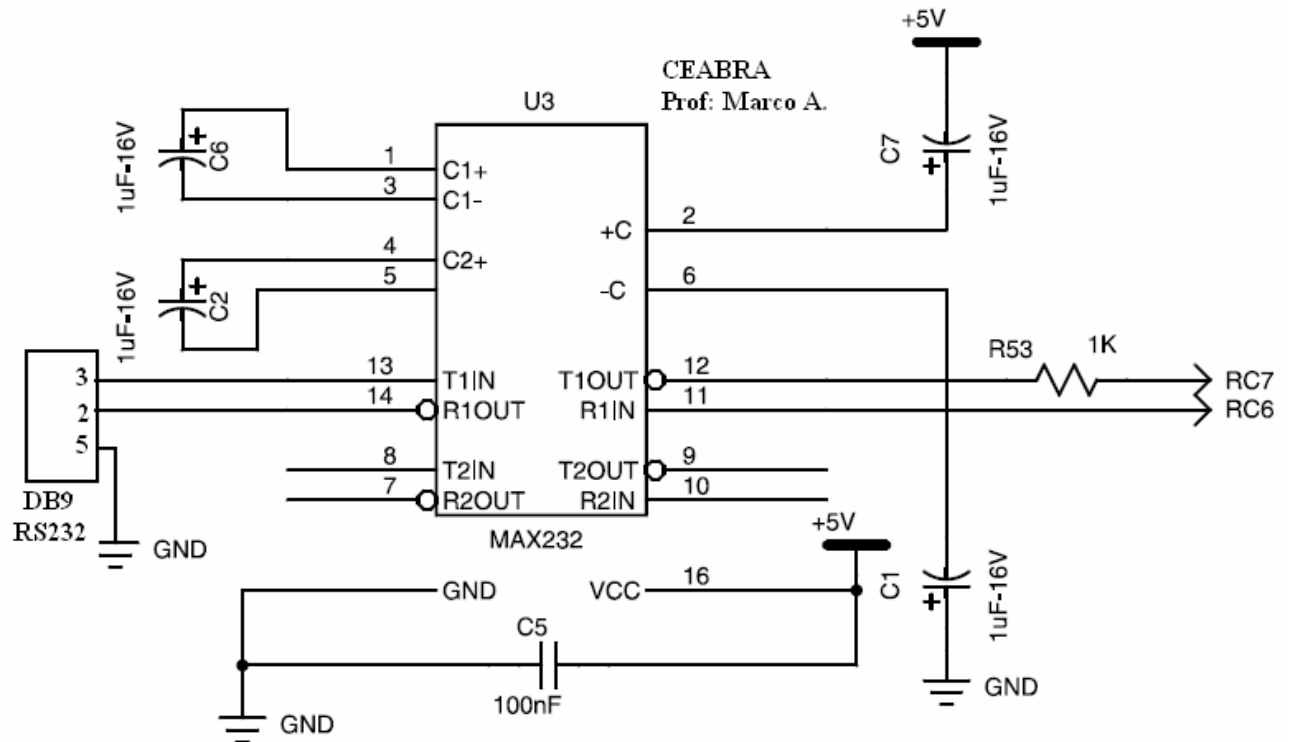 +5V
CEABRA
Prof: Marco A.
U3
1uF-16V
+
C6
1
C1+
3
C1-
C7
+
1uF-16V
2
+C
4
C2+
5
6
-C
1uF-16V
+
C2
R53
1K
3
13
T1IN
T1OUT
12
RC7
2
14
R1OUT
R1IN
11
RC6
5
8
T2IN
T2OUT
9
7
R2OUT
R2IN
10
DB9
RS232
GND
MAX232
+5V
GND
VCC
16
C1
+
1uF-16V
C5
100nF
GND
GND